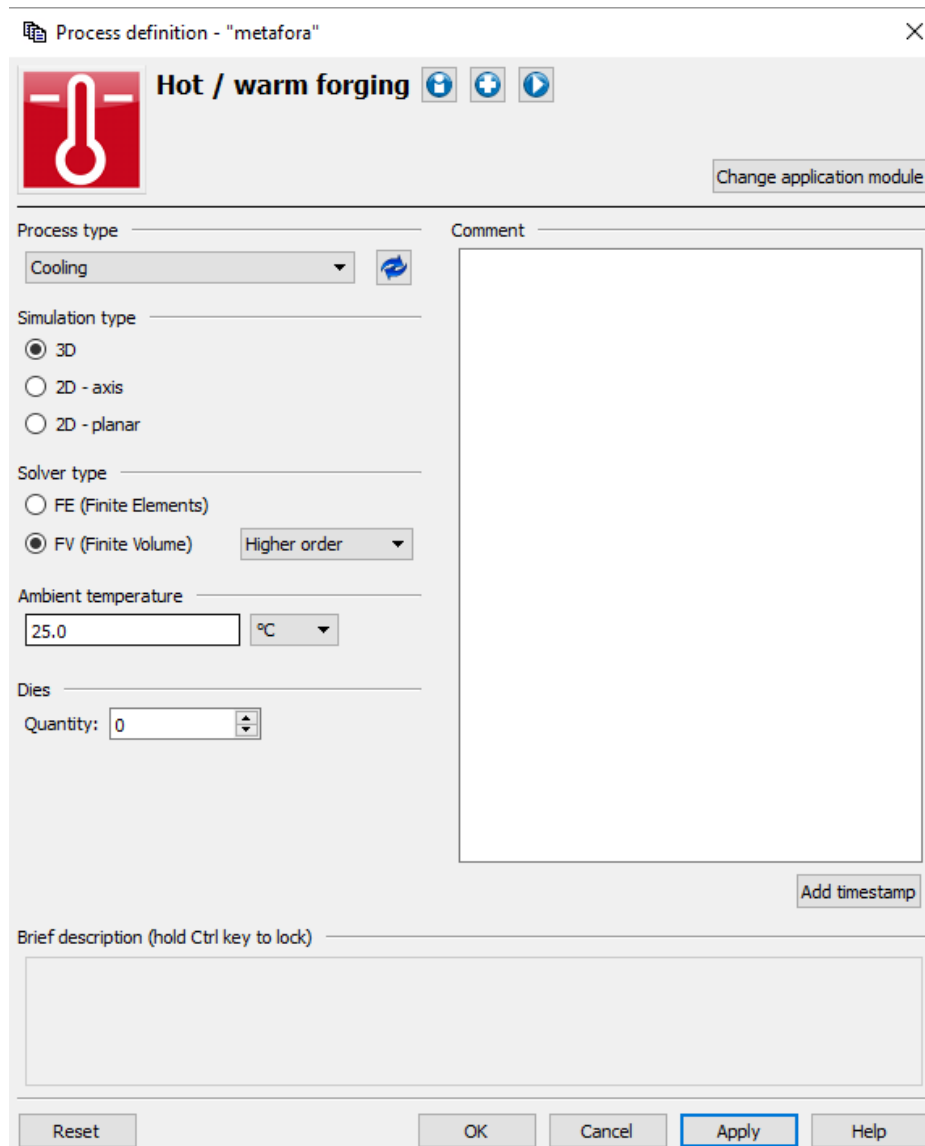 Process definition - "metafora"
Hot / warm forging
Change application module
Process type
Comment
Cooling
Simulation type
3D
2D - axis
2D - planar
Solver type
FE (Finite Elements)
FV (Finite Volume) Higher order
Ambient temperature
25.0 °C
Dies
Quantity: 0
Add timestamp
Brief description (hold Ctrl key to lock)
Reset OK Cancel Apply Help